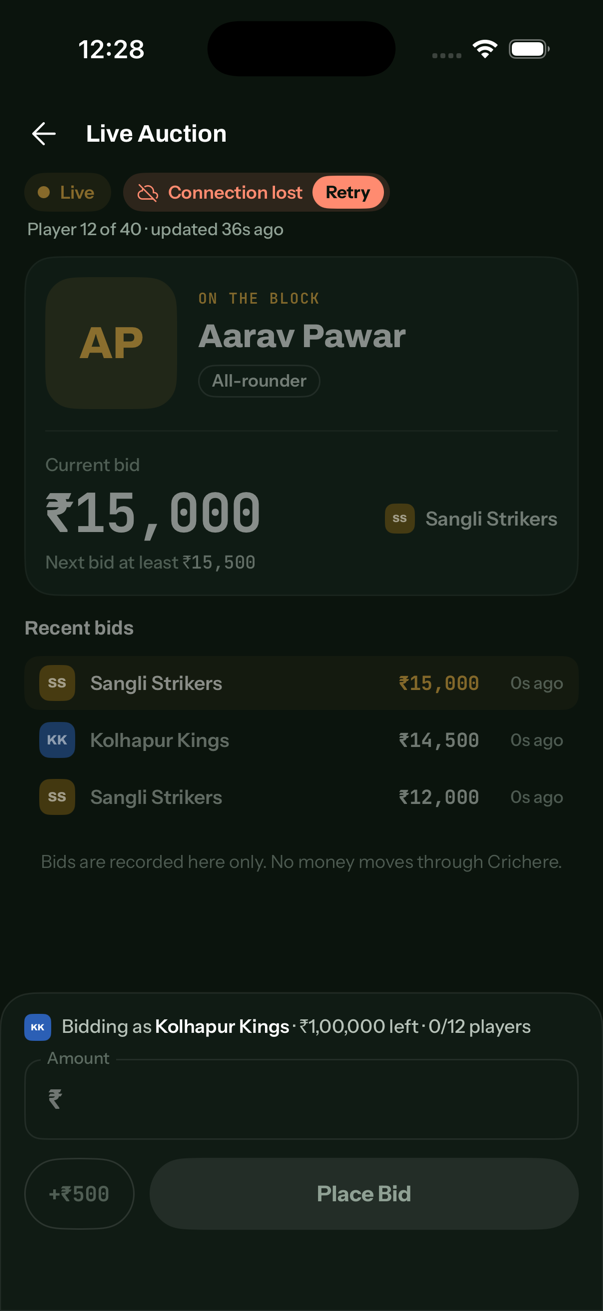 12:28
Live Auction
Live Connection lost Retry
Player 12 of 40 · updated 36s ago
AP
ON THE BLOCK
Aarav Pawar
All-rounder
Current bid
₹15,000
SS Sangli Strikers
Next bid at least ₹15,500
Recent bids
SS Sangli Strikers ₹15,000 0s ago
KK Kolhapur Kings ₹14,500 0s ago
SS Sangli Strikers ₹12,000 0s ago
Bids are recorded here only. No money moves through Crichere.
KK Bidding as Kolhapur Kings · ₹1,00,000 left · 0/12 players
Amount
₹
+₹500 Place Bid